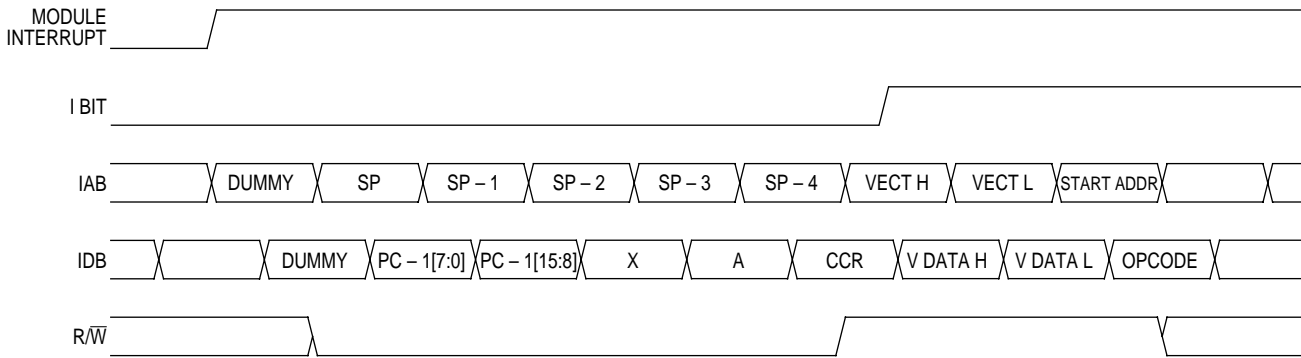 MODULE
INTERRUPT
I BIT
IAB DUMMY SP SP – 1 SP – 2 SP – 3 SP – 4 VECT H VECT L START ADDR
IDB DUMMY PC – 1[7:0] PC – 1[15:8] X A CCR V DATA H V DATA L OPCODE
R/W̅